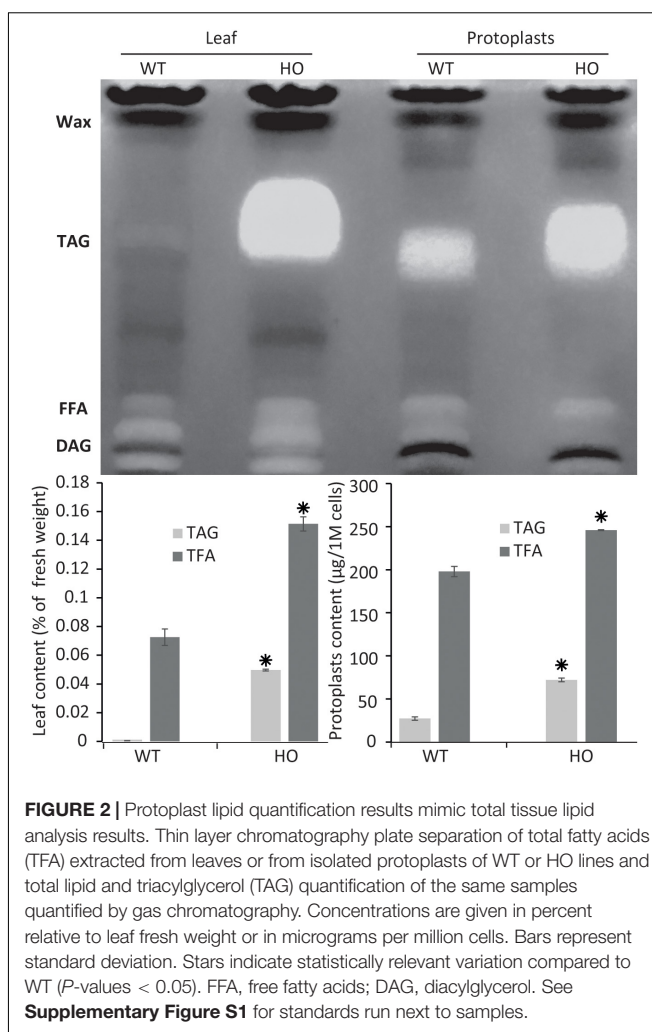 Leaf Protoplasts
WT HO WT HO
Wax
TAG
FFA
DAG
Leaf content (% of fresh weight)
0.18
0.16
0.14
0.12
0.1
0.08
0.06
0.04
0.02
0
TAG
TFA
*
*
WT HO
Protoplasts content (µg/1M cells)
300
250
200
150
100
50
0
TAG
TFA
*
*
WT HO
FIGURE 2 | Protoplast lipid quantification results mimic total tissue lipid
analysis results. Thin layer chromatography plate separation of total fatty acids
(TFA) extracted from leaves or from isolated protoplasts of WT or HO lines and
total lipid and triacylglycerol (TAG) quantification of the same samples
quantified by gas chromatography. Concentrations are given in percent
relative to leaf fresh weight or in micrograms per million cells. Bars represent
standard deviation. Stars indicate statistically relevant variation compared to
WT (P-values < 0.05). FFA, free fatty acids; DAG, diacylglycerol. See
Supplementary Figure S1 for standards run next to samples.